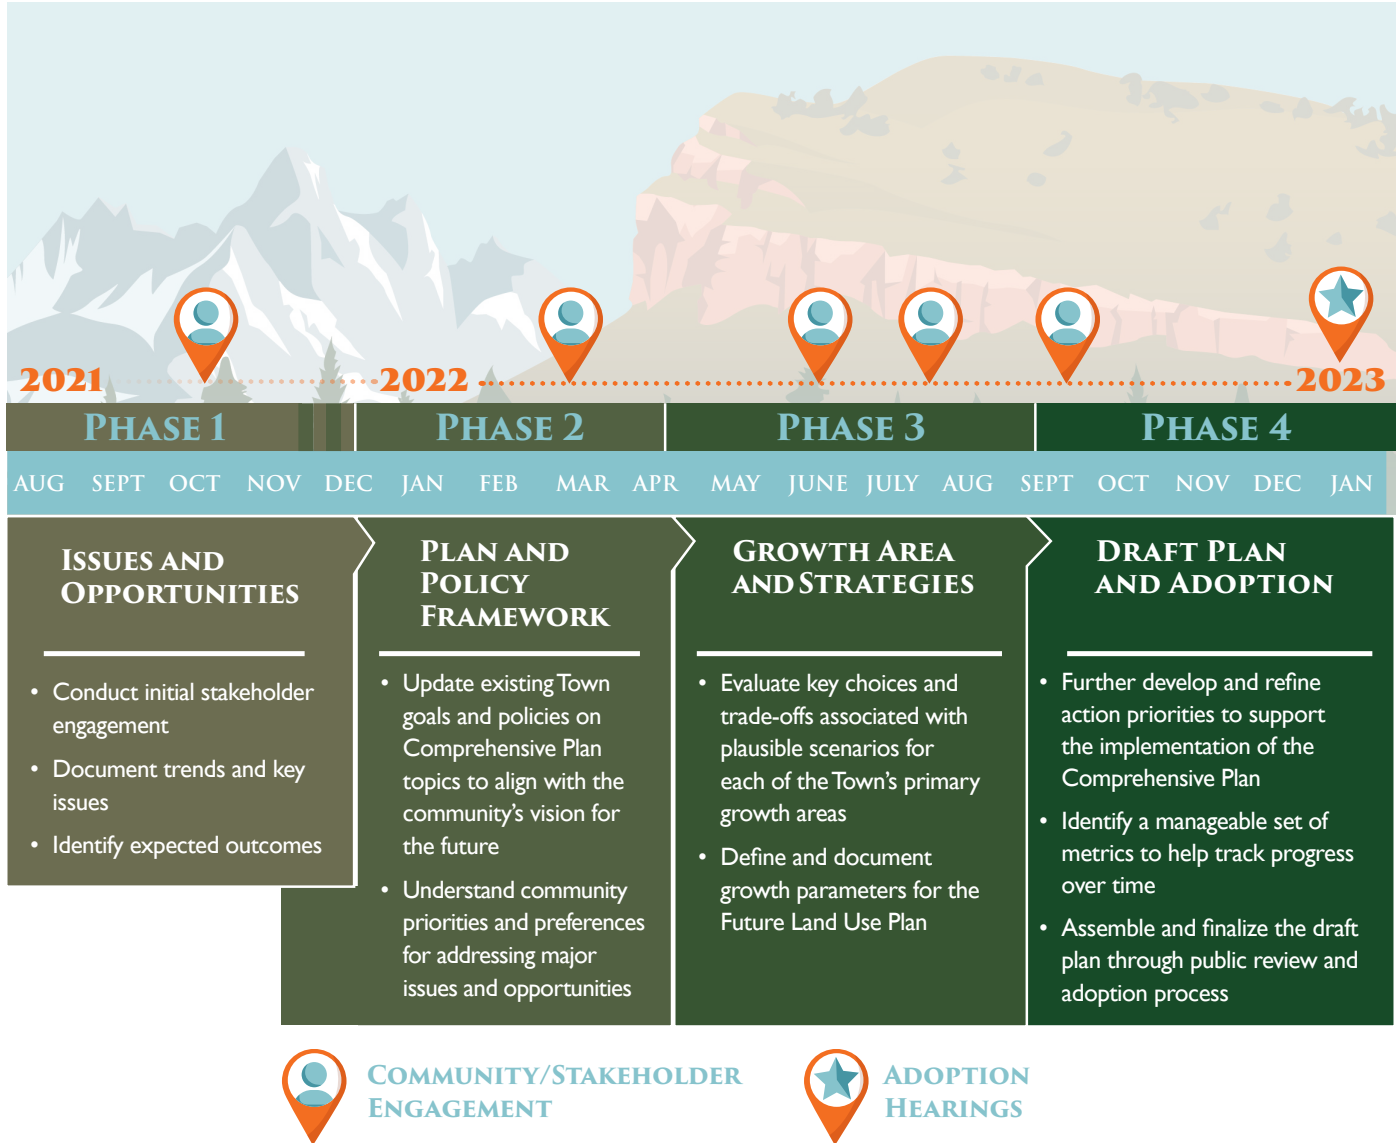 2021 2022 2023
PHASE 1 PHASE 2 PHASE 3 PHASE 4
AUG SEPT OCT NOV DEC JAN FEB MAR APR MAY JUNE JULY AUG SEPT OCT NOV DEC JAN
ISSUES AND
OPPORTUNITIES
• Conduct initial stakeholder
engagement
• Document trends and key
issues
• Identify expected outcomes
PLAN AND
POLICY
FRAMEWORK
• Update existing Town
goals and policies on
Comprehensive Plan
topics to align with the
community’s vision for
the future
• Understand community
priorities and preferences
for addressing major
issues and opportunities
GROWTH AREA
AND STRATEGIES
• Evaluate key choices and
trade-offs associated with
plausible scenarios for
each of the Town’s primary
growth areas
• Define and document
growth parameters for the
Future Land Use Plan
DRAFT PLAN
AND ADOPTION
• Further develop and refine
action priorities to support
the implementation of the
Comprehensive Plan
• Identify a manageable set of
metrics to help track progress
over time
• Assemble and finalize the draft
plan through public review and
adoption process
COMMUNITY/STAKEHOLDER
ENGAGEMENT
ADOPTION
HEARINGS